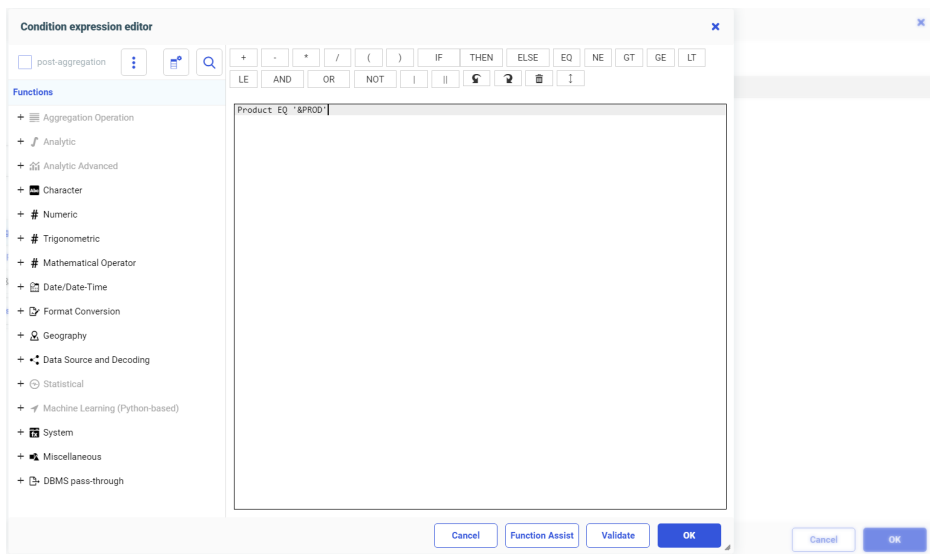 Condition expression editor
post-aggregation
+ - * / ( ) IF THEN ELSE EQ NE GT GE LT
LE AND OR NOT | ||
Functions
Product EQ '&PROD'
+ Aggregation Operation
+ Analytic
+ Analytic Advanced
+ Abc Character
+ # Numeric
+ # Trigonometric
+ # Mathematical Operator
+ Date/Date-Time
+ Format Conversion
+ Geography
+ Data Source and Decoding
+ Statistical
+ Machine Learning (Python-based)
+ fx System
+ Miscellaneous
+ DBMS pass-through
Cancel Function Assist Validate OK
Cancel OK